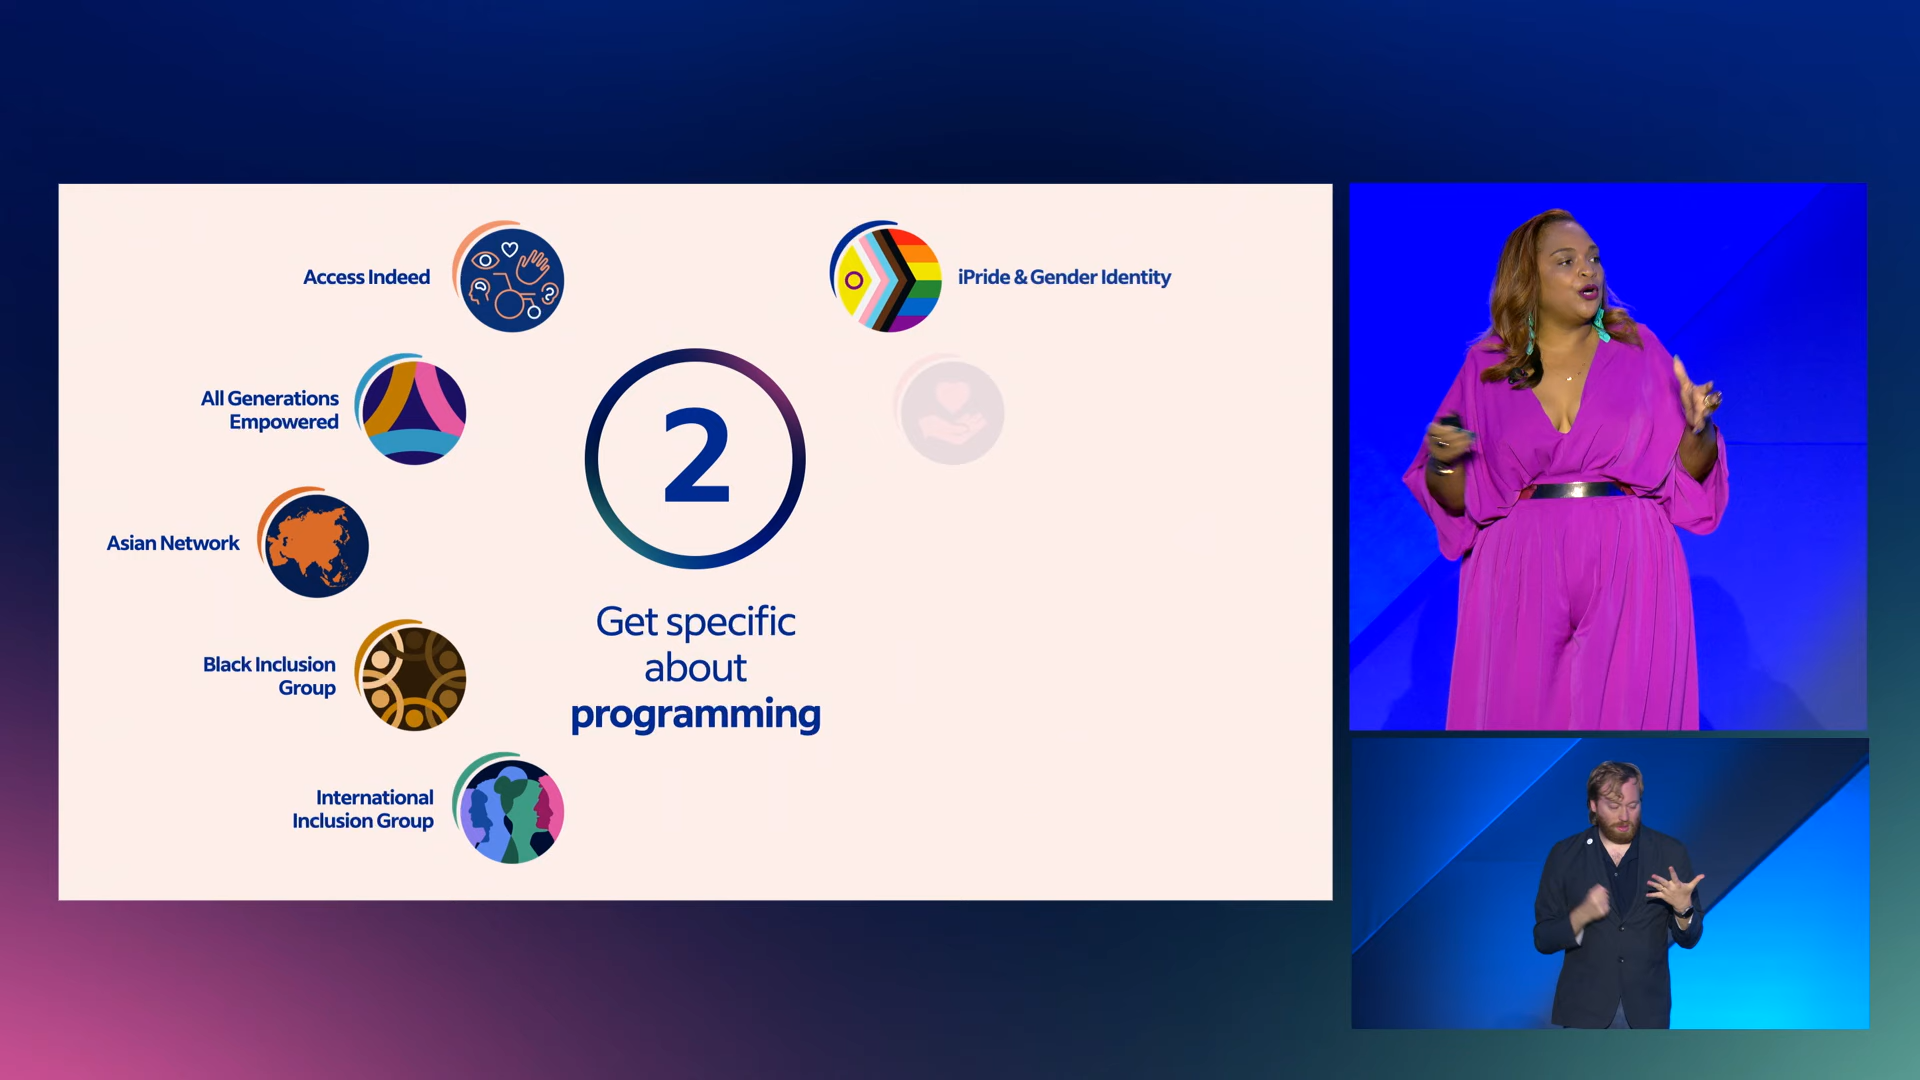 Access Indeed
iPride & Gender Identity
All Generations
Empowered
2
Asian Network
Get specific
about
programming
Black Inclusion
Group
International
Inclusion Group